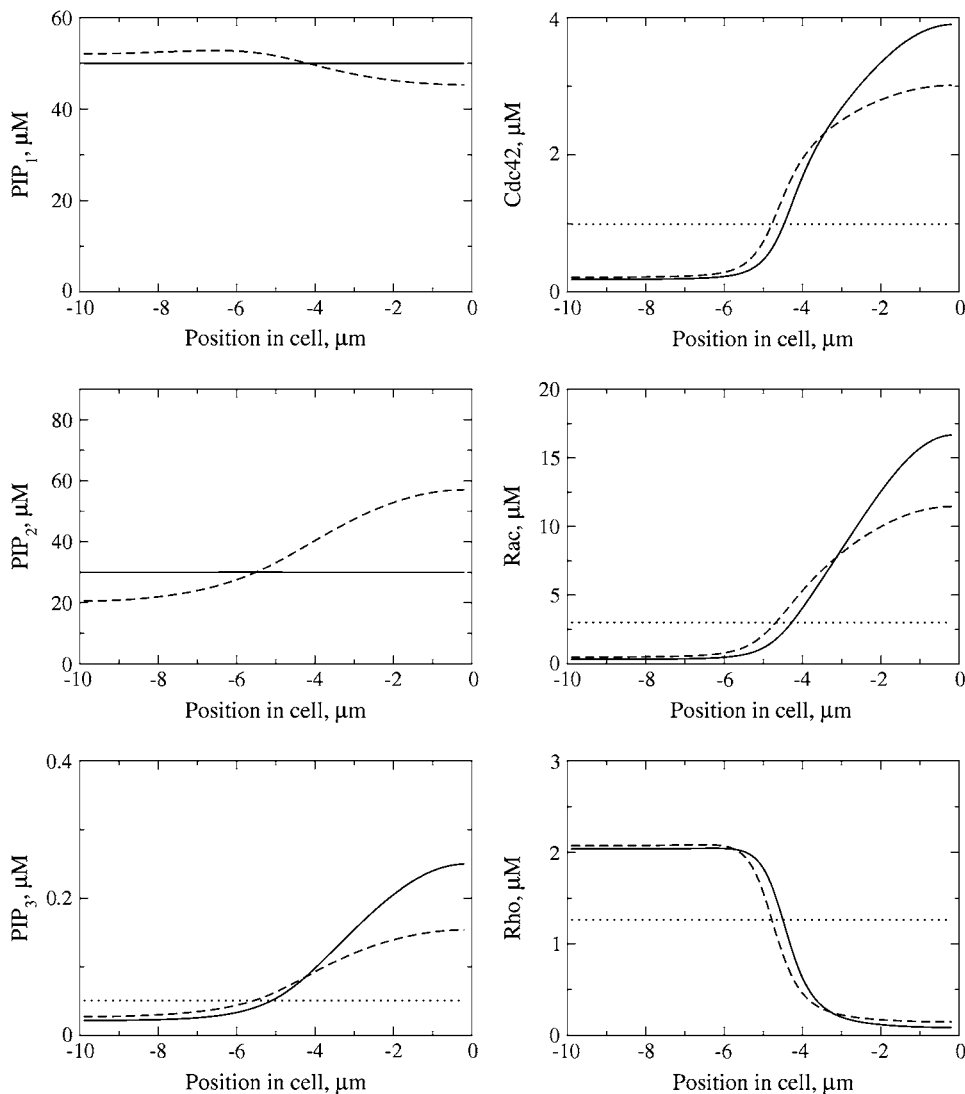 60
40
20
0
PIP1, μM
-10 -8 -6 -4 -2 0
Position in cell, μm
4
2
0
Cdc42, μM
-10 -8 -6 -4 -2 0
Position in cell, μm
80
60
40
20
0
PIP2, μM
-10 -8 -6 -4 -2 0
Position in cell, μm
20
15
10
5
0
Rac, μM
-10 -8 -6 -4 -2 0
Position in cell, μm
0.4
0.2
0
PIP3, μM
-10 -8 -6 -4 -2 0
Position in cell, μm
3
2
1
0
Rho, μM
-10 -8 -6 -4 -2 0
Position in cell, μm